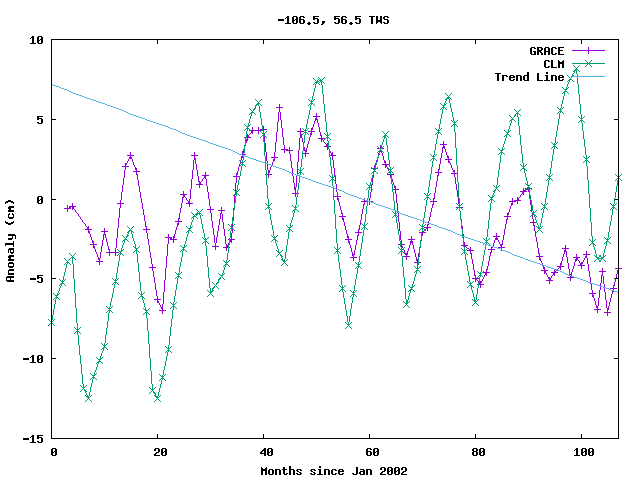 -106.5, 56.5 TWS
GRACE
CLM
Trend Line
10
5
0
-5
-10
-15
Anomaly (cm)
0 20 40 60 80 100
Months since Jan 2002